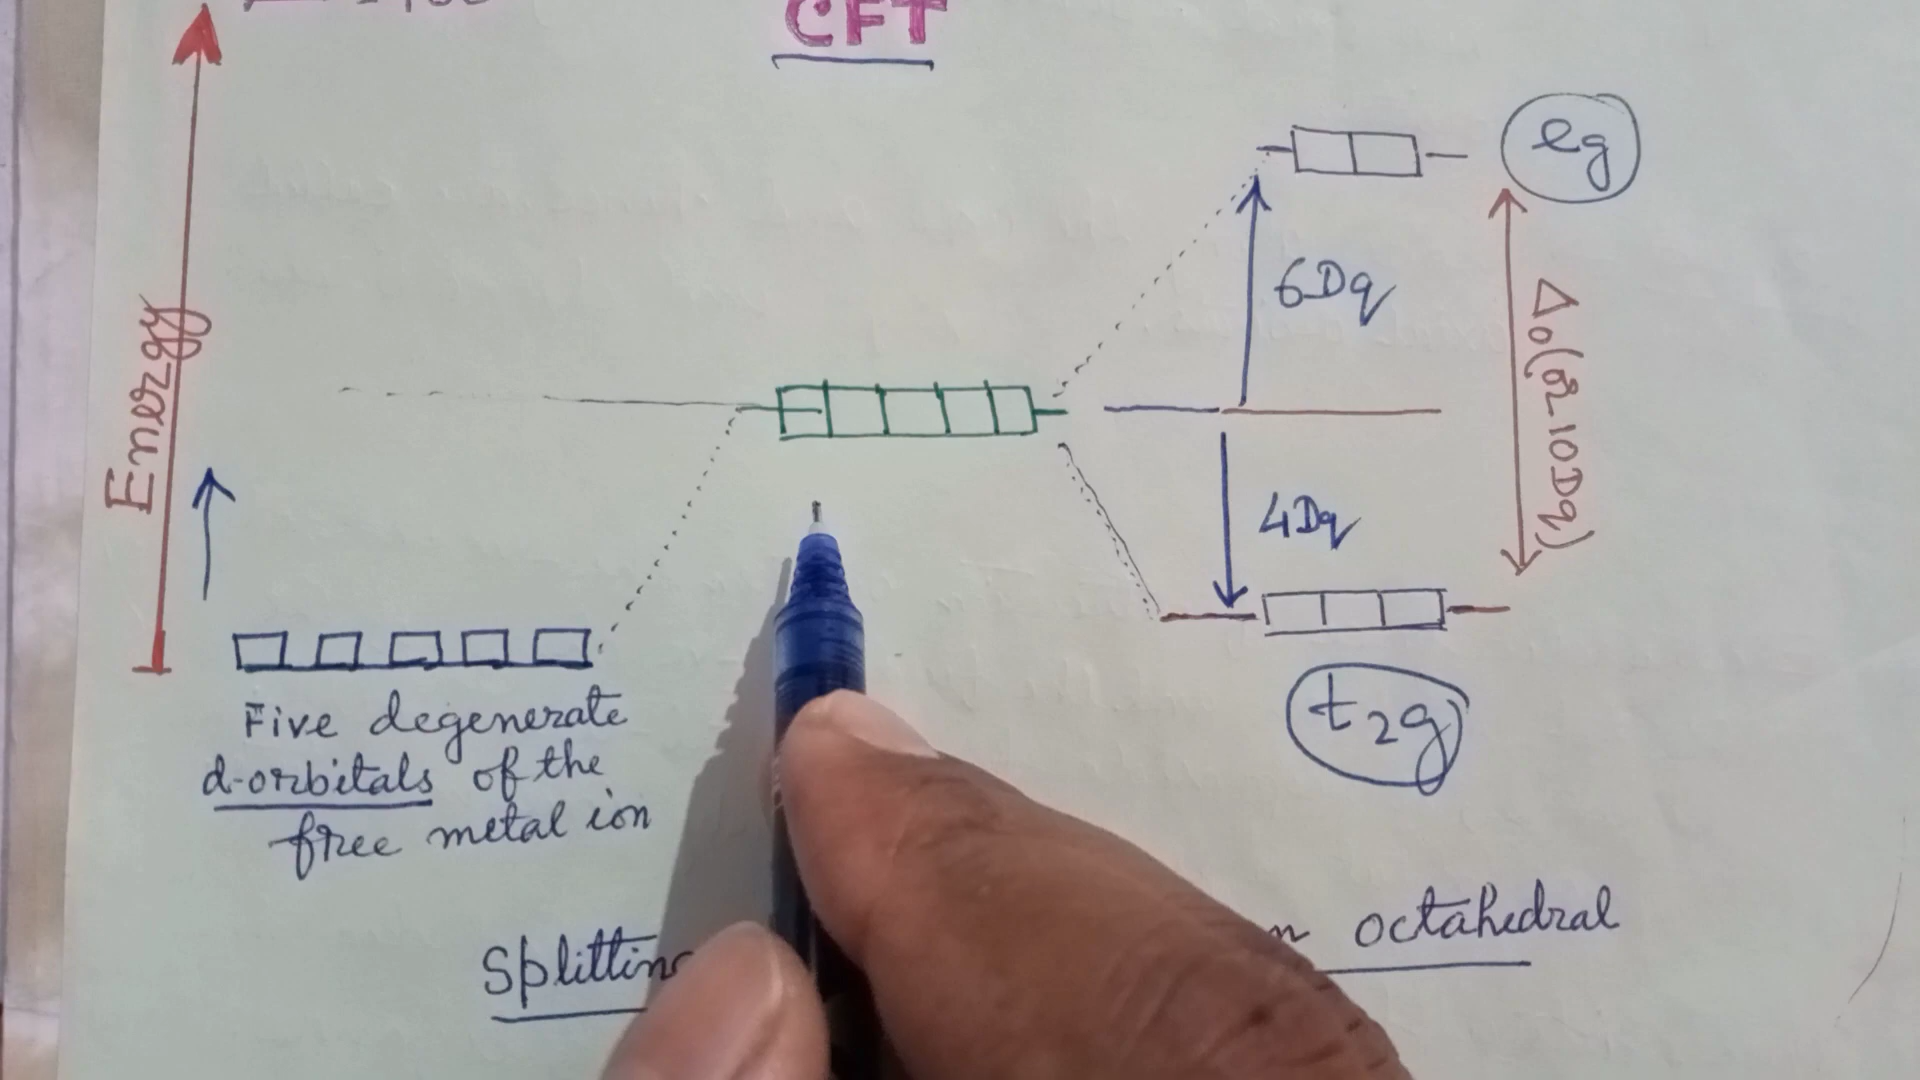 CFT
eg
6Dq
Energy
Δo (or 10Dq)
4Dq
t2g
Five degenerate
d-orbitals of the
free metal ion
octahedral